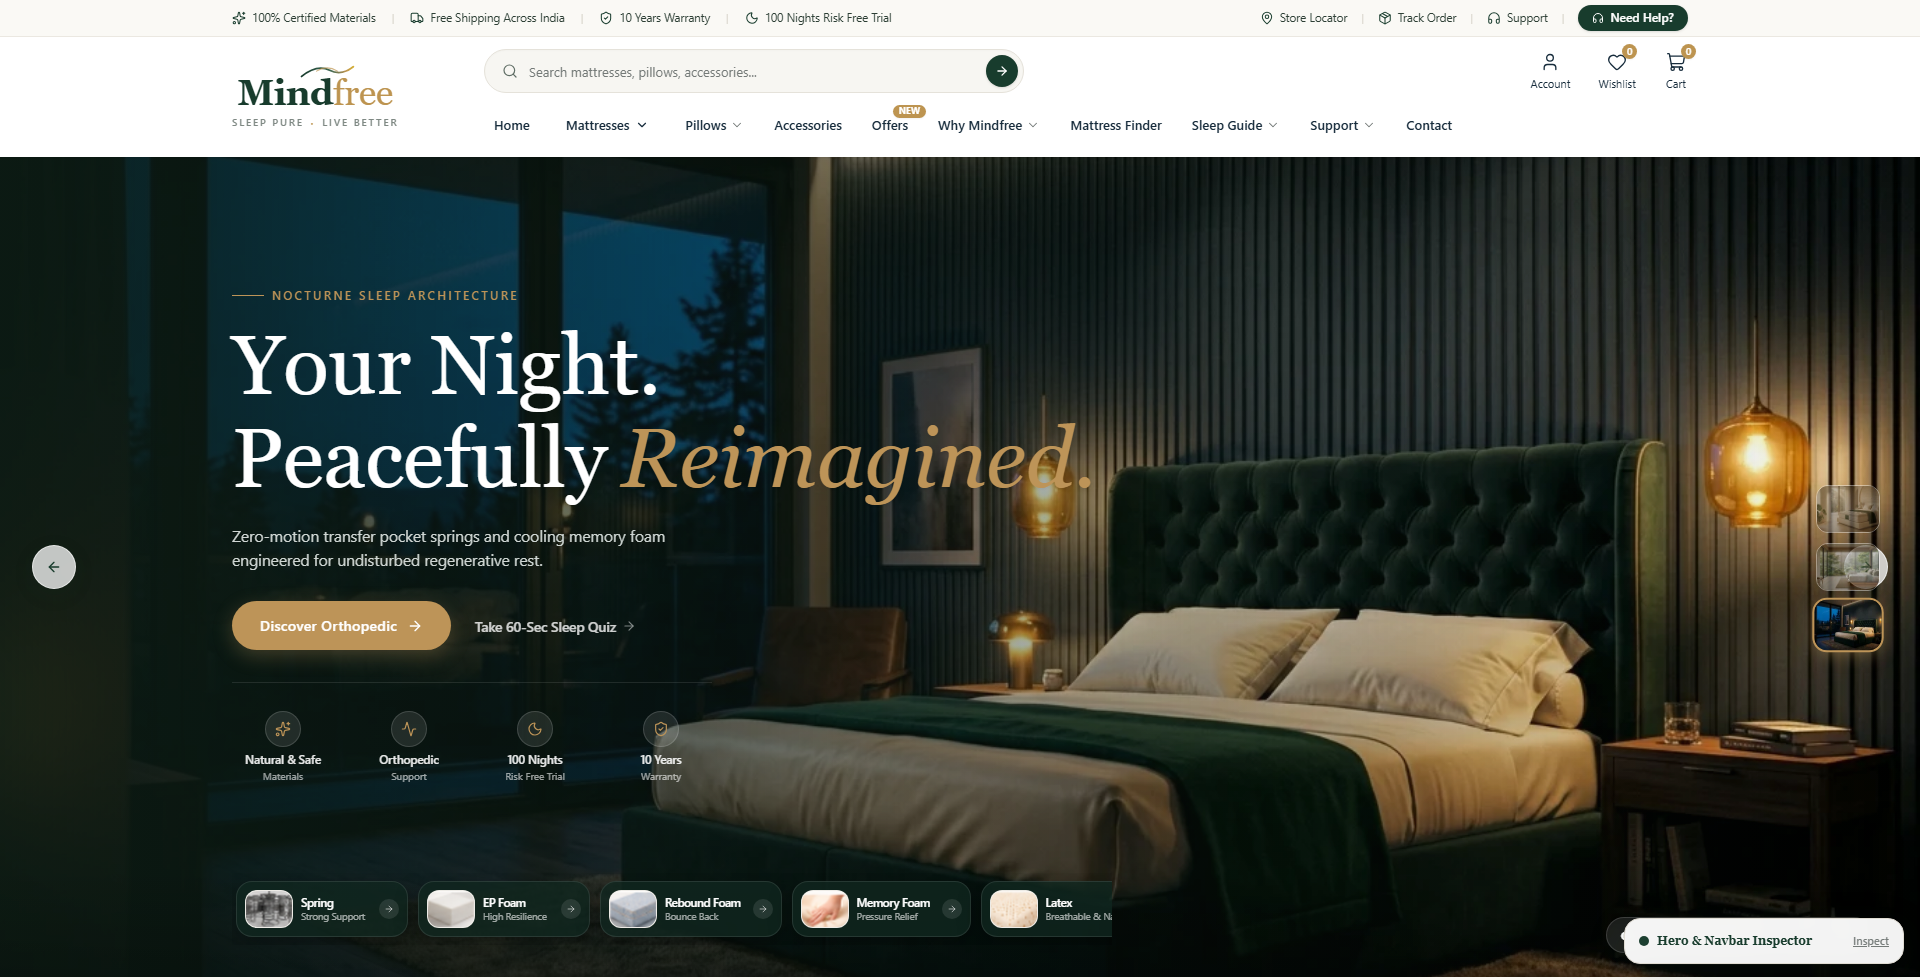 100% Certified Materials
Free Shipping Across India
10 Years Warranty
100 Nights Risk Free Trial
Store Locator
Track Order
Support
Need Help?
Mindfree
SLEEP PURE · LIVE BETTER
Search mattresses, pillows, accessories...
0
Account
0
Wishlist
Cart
Home
Mattresses
Pillows
Accessories
Offers
NEW
Why Mindfree
Mattress Finder
Sleep Guide
Support
Contact
NOCTURNE SLEEP ARCHITECTURE
Your Night.
Peacefully Reimagined.
Zero-motion transfer pocket springs and cooling memory foam
engineered for undisturbed regenerative rest.
Discover Orthopedic
Take 60-Sec Sleep Quiz
Natural & Safe
Materials
Orthopedic
Support
100 Nights
Risk Free Trial
10 Years
Warranty
Spring
Strong Support
EP Foam
High Resilience
Rebound Foam
Bounce Back
Memory Foam
Pressure Relief
Latex
Breathable &
Hero & Navbar Inspector
Inspect